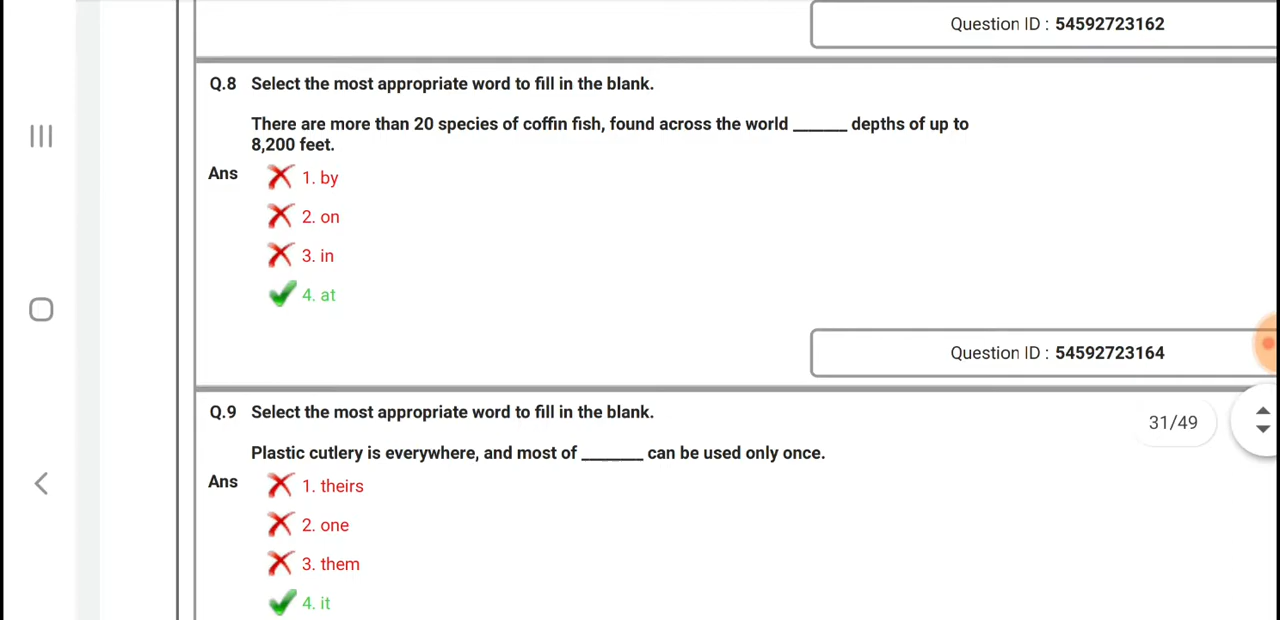 Question ID : 54592723162
Q.8 Select the most appropriate word to fill in the blank.
There are more than 20 species of coffin fish, found across the world ______ depths of up to
8,200 feet.
Ans 1. by
2. on
3. in
4. at
Question ID : 54592723164
Q.9 Select the most appropriate word to fill in the blank.
31/49
Plastic cutlery is everywhere, and most of _______ can be used only once.
Ans 1. theirs
2. one
3. them
4. it